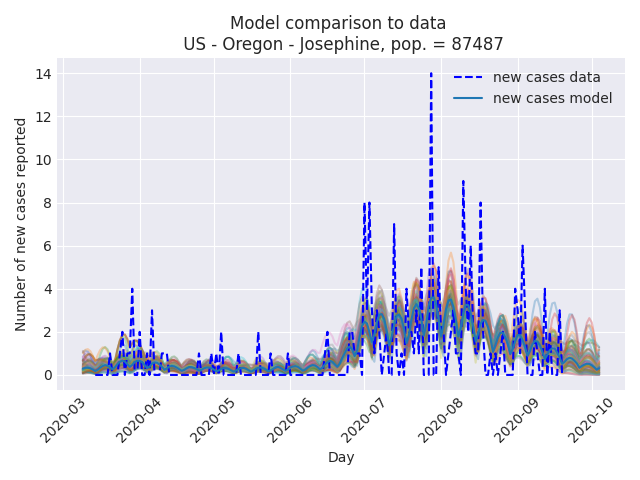 Model comparison to data
US - Oregon - Josephine, pop. = 87487
new cases data
new cases model
Number of new cases reported
14
12
10
8
6
4
2
0
2020-03
2020-04
2020-05
2020-06
2020-07
2020-08
2020-09
2020-10
Day